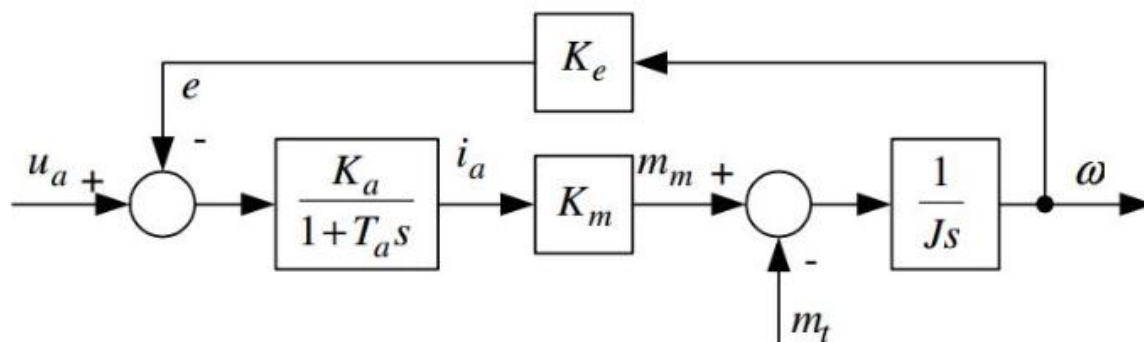 K_e
e
-
u_a +
K_a
1+T_a s
i_a
K_m
m_m +
1
Js
ω
-
m_t